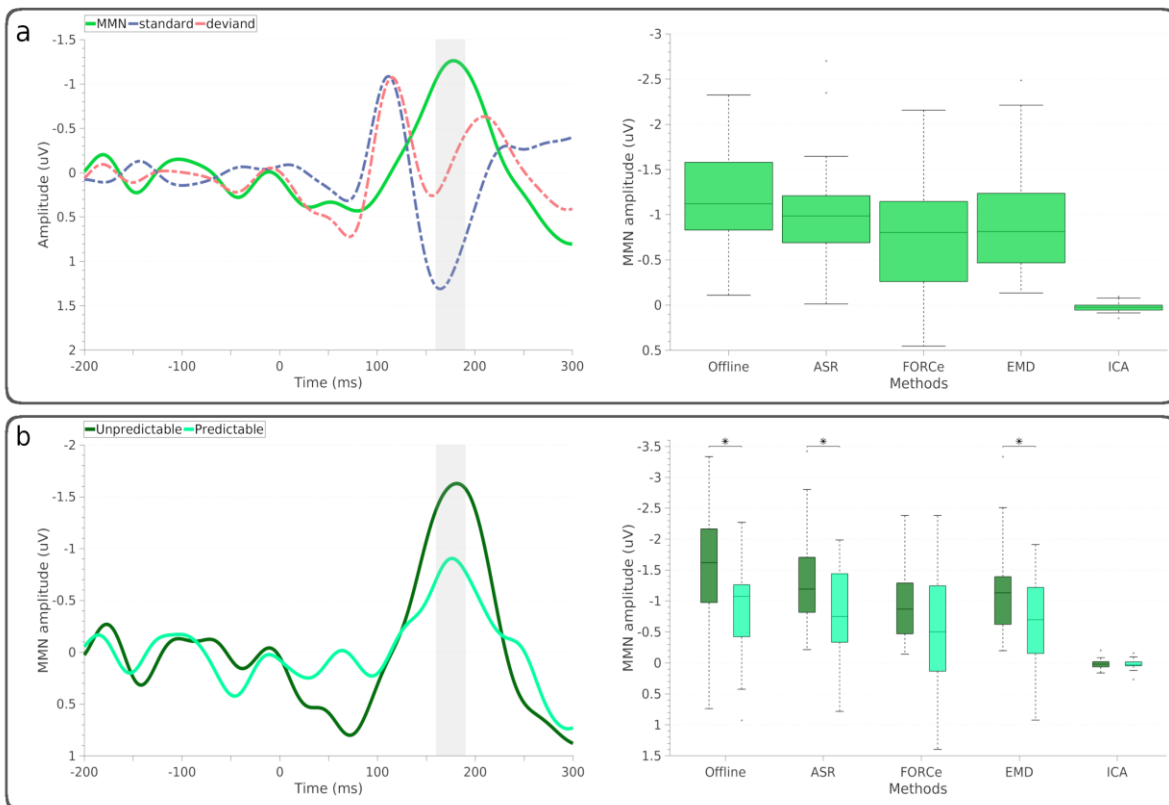 a
MMN standard deviand
-1.5
-1
-0.5
0
0.5
1
1.5
2
Amplitude (uV)
-200 -100 0 100 200 300
Time (ms)
-3
-2.5
-2
-1.5
-1
-0.5
0
0.5
MMN amplitude (uV)
Offline ASR FORCe EMD ICA
Methods
b
Unpredictable Predictable
-2
-1.5
-1
-0.5
0
0.5
1
MMN amplitude (uV)
-200 -100 0 100 200 300
Time (ms)
* * *
-3.5
-3
-2.5
-2
-1.5
-1
-0.5
0
0.5
1
1.5
MMN amplitude (uV)
Offline ASR FORCe EMD ICA
Methods